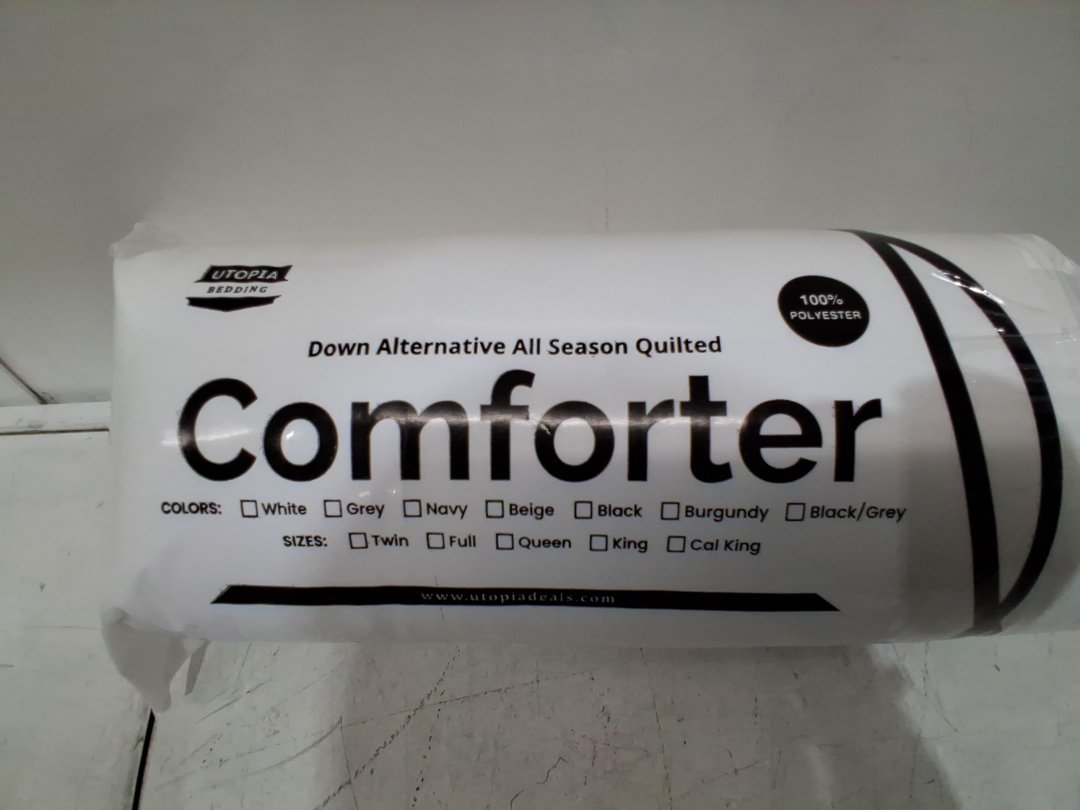 UTOPIA
BEDDING
100%
POLYESTER
Down Alternative All Season Quilted
Comforter
COLORS: ☐ White ☐ Grey ☐ Navy ☐ Beige ☐ Black ☐ Burgundy ☐ Black/Grey
SIZES: ☐ Twin ☐ Full ☐ Queen ☐ King ☐ Cal King
www.utopiadeals.com